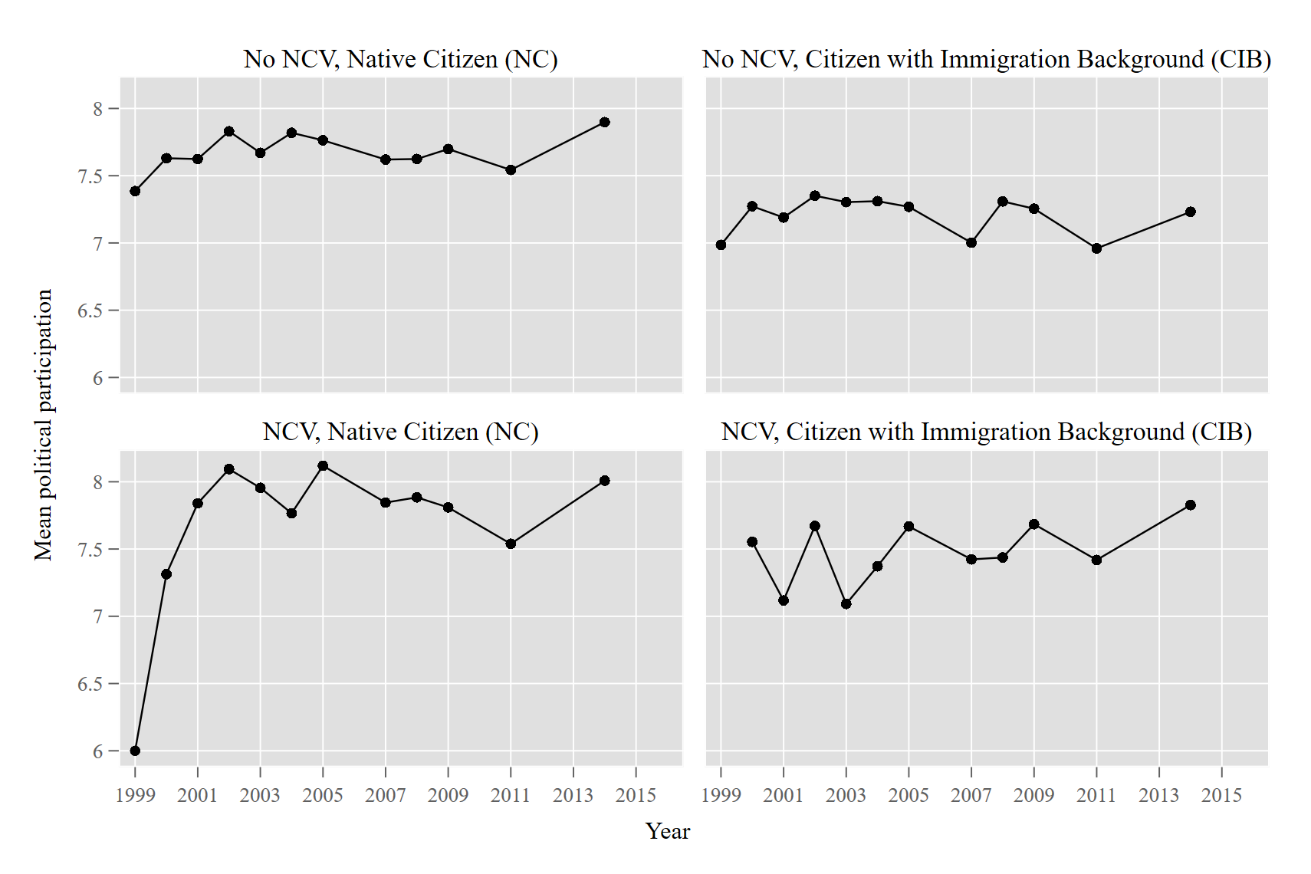 No NCV, Native Citizen (NC)
No NCV, Citizen with Immigration Background (CIB)
8
7.5
7
6.5
6
Mean political participation
NCV, Native Citizen (NC)
NCV, Citizen with Immigration Background (CIB)
8
7.5
7
6.5
6
1999 2001 2003 2005 2007 2009 2011 2013 2015
1999 2001 2003 2005 2007 2009 2011 2013 2015
Year